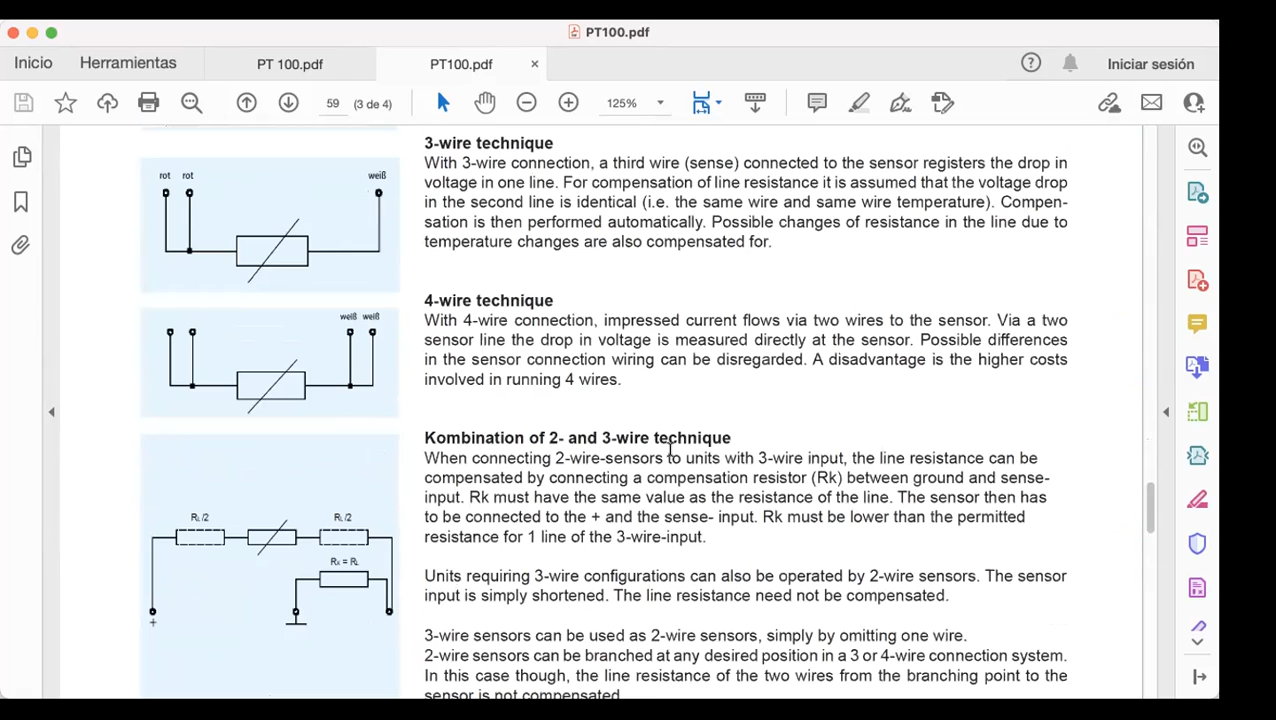 PT100.pdf
Inicio
Herramientas
PT 100.pdf
PT100.pdf
Iniciar sesión
59
(3 de 4)
125%
3-wire technique
With 3-wire connection, a third wire (sense) connected to the sensor registers the drop in
voltage in one line. For compensation of line resistance it is assumed that the voltage drop
in the second line is identical (i.e. the same wire and same wire temperature). Compen-
sation is then performed automatically. Possible changes of resistance in the line due to
temperature changes are also compensated for.
rot rot weiß
4-wire technique
With 4-wire connection, impressed current flows via two wires to the sensor. Via a two
sensor line the drop in voltage is measured directly at the sensor. Possible differences
in the sensor connection wiring can be disregarded. A disadvantage is the higher costs
involved in running 4 wires.
weiß weiß
Kombination of 2- and 3-wire technique
When connecting 2-wire-sensors to units with 3-wire input, the line resistance can be
compensated by connecting a compensation resistor (Rk) between ground and sense-
input. Rk must have the same value as the resistance of the line. The sensor then has
to be connected to the + and the sense- input. Rk must be lower than the permitted
resistance for 1 line of the 3-wire-input.
RL/2 RL/2
RK = RL
+
Units requiring 3-wire configurations can also be operated by 2-wire sensors. The sensor
input is simply shortened. The line resistance need not be compensated.
3-wire sensors can be used as 2-wire sensors, simply by omitting one wire.
2-wire sensors can be branched at any desired position in a 3 or 4-wire connection system.
In this case though, the line resistance of the two wires from the branching point to the
sensor is not compensated.